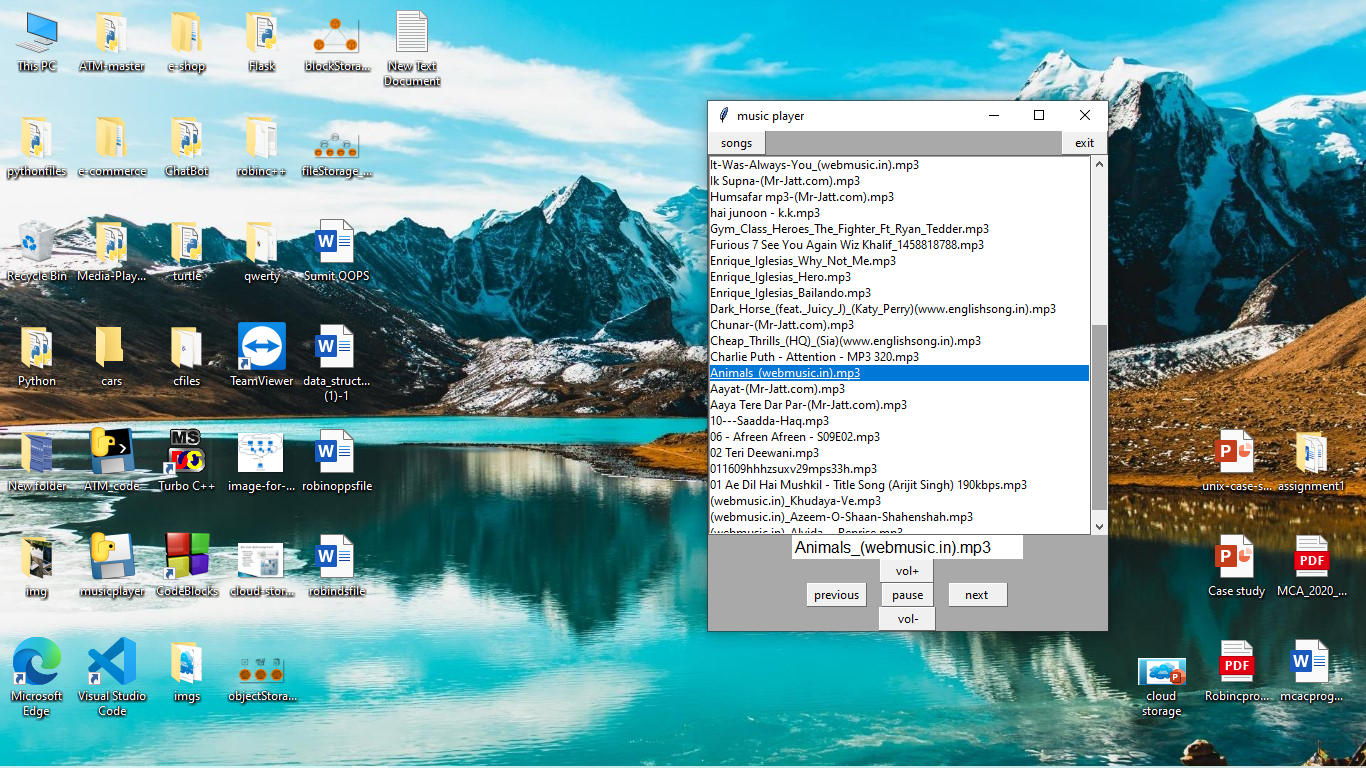 This PC
ATM-master
e-shop
Flask
blockStora...
New Text
Document
pythonfiles
e-commerce
ChatBot
robinc++
fileStorage_...
Recycle Bin
Media-Play...
turtle
qwerty
Sumit OOPS
Python
cars
cfiles
TeamViewer
data_struct...
(1)-1
New folder
ATM_code
MS
Turbo C++
image-for-...
robinoppsfile
img
musicplayer
CodeBlocks
cloud-stor...
robindsfile
Microsoft
Edge
Visual Studio
Code
imgs
objectStora...
music player
songs
exit
It-Was-Always-You_(webmusic.in).mp3
Ik Supna-(Mr-Jatt.com).mp3
Humsafar mp3-(Mr-Jatt.com).mp3
hai junoon - k.k.mp3
Gym_Class_Heroes_The_Fighter_Ft_Ryan_Tedder.mp3
Furious 7 See You Again Wiz Khalif_1458818788.mp3
Enrique_Iglesias_Why_Not_Me.mp3
Enrique_Iglesias_Hero.mp3
Enrique_Iglesias_Bailando.mp3
Dark_Horse_(feat._Juicy_J)_(Katy_Perry)(www.englishsong.in).mp3
Chunar-(Mr-Jatt.com).mp3
Cheap_Thrills_(HQ)_(Sia)(www.englishsong.in).mp3
Charlie Puth - Attention - MP3 320.mp3
Animals_(webmusic.in).mp3
Aayat-(Mr-Jatt.com).mp3
Aaya Tere Dar Par-(Mr-Jatt.com).mp3
10---Saadda-Haq.mp3
06 - Afreen Afreen - S09E02.mp3
02 Teri Deewani.mp3
011609hhhzsuxv29mps33h.mp3
01 Ae Dil Hai Mushkil - Title Song (Arijit Singh) 190kbps.mp3
(webmusic.in)_Khudaya-Ve.mp3
(webmusic.in)_Azeem-O-Shaan-Shahenshah.mp3
(webmusic.in)_Alvida_-_Reprise.mp3
Animals_(webmusic.in).mp3
vol+
previous
pause
next
vol-
unix-case-s...
assignment1
Case study
PDF
MCA_2020_...
cloud
storage
PDF
Robincpro...
mcacprog...